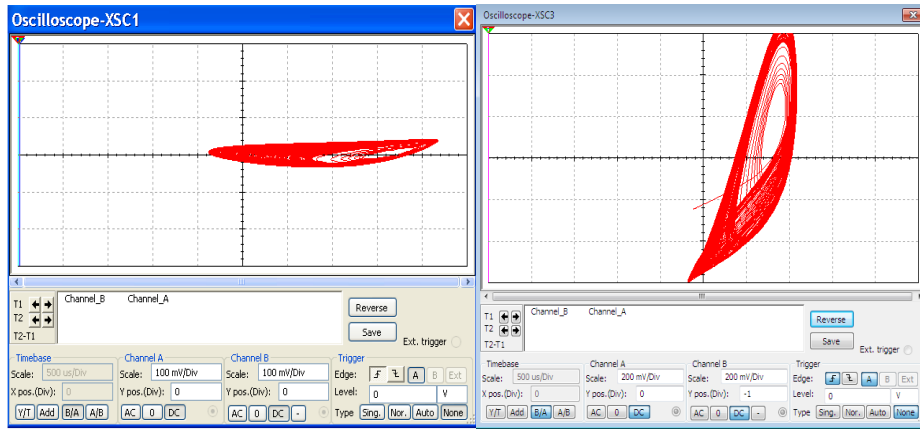 Oscilloscope-XSC1
T1
T2
T2-T1
Channel_B Channel_A
Reverse
Save
Ext. trigger
Timebase
Scale: 500 us/Div
X pos.(Div): 0
Y/T Add B/A A/B
Channel A
Scale: 100 mV/Div
Y pos.(Div): 0
AC 0 DC
Channel B
Scale: 100 mV/Div
Y pos.(Div): 0
AC 0 DC -
Trigger
Edge: A B Ext
Level: 0 V
Type Sing. Nor. Auto None
Oscilloscope-XSC3
T1
T2
T2-T1
Channel_B Channel_A
Reverse
Save
Ext. trigger
Timebase
Scale: 500 us/Div
X pos.(Div): 0
Y/T Add B/A A/B
Channel A
Scale: 200 mV/Div
Y pos.(Div): 0
AC 0 DC
Channel B
Scale: 200 mV/Div
Y pos.(Div): -1
AC 0 DC -
Trigger
Edge: A B Ext
Level: 0 V
Type Sing. Nor. Auto None